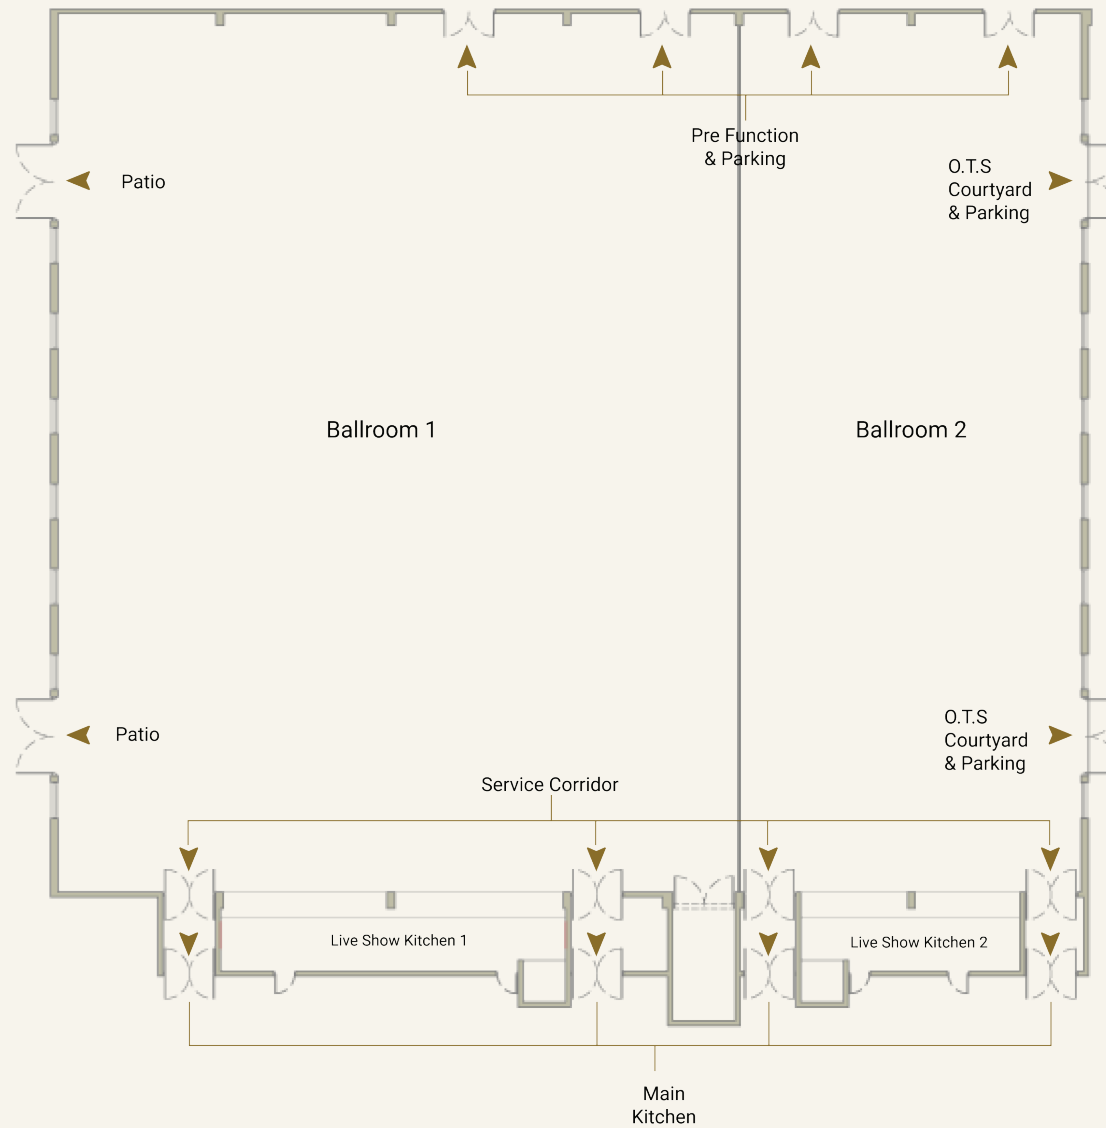 Pre Function
& Parking
Patio
O.T.S
Courtyard
& Parking
Ballroom 1
Ballroom 2
Patio
O.T.S
Courtyard
& Parking
Service Corridor
Live Show Kitchen 1
Live Show Kitchen 2
Main
Kitchen